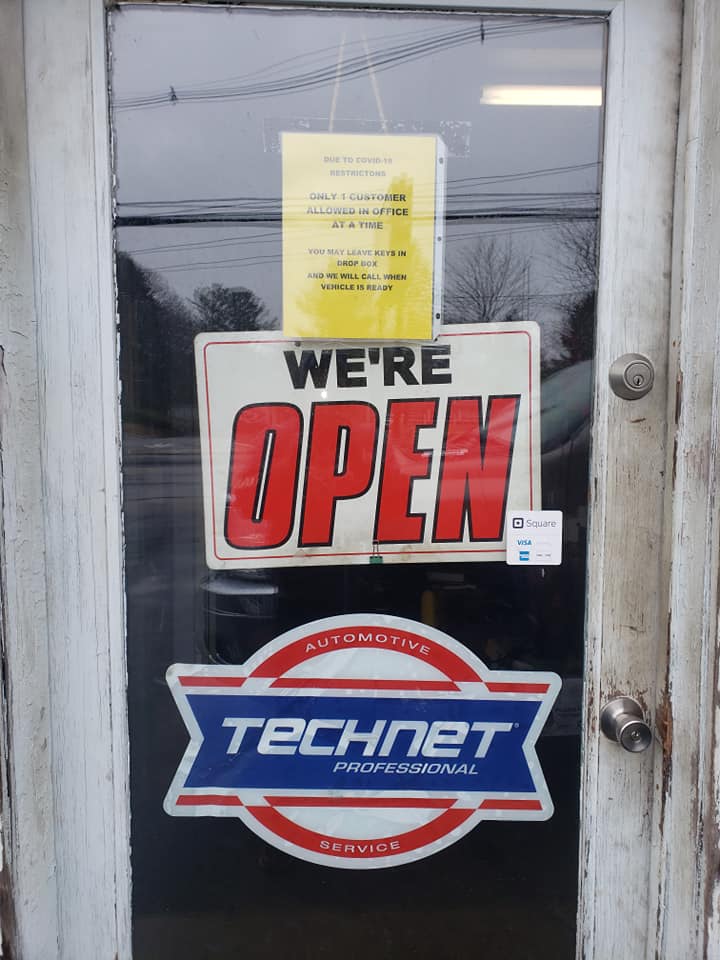 DUE TO COVID-19
RESTRICTONS
ONLY 1 CUSTOMER
ALLOWED IN OFFICE
AT A TIME
YOU MAY LEAVE KEYS IN
DROP BOX
AND WE WILL CALL WHEN
VEHICLE IS READY
WE'RE
OPEN
Square
VISA
AUTOMOTIVE
TECHNET®
PROFESSIONAL
SERVICE